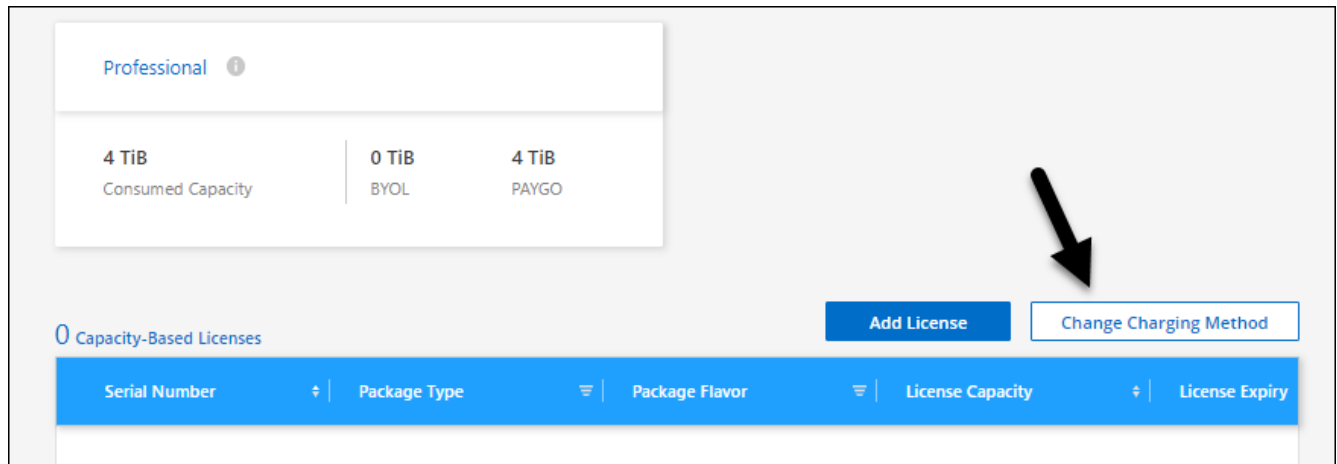 Professional
4 TiB 0 TiB 4 TiB
Consumed Capacity BYOL PAYGO
Add License Change Charging Method
0 Capacity-Based Licenses
Serial Number Package Type Package Flavor License Capacity License Expiry